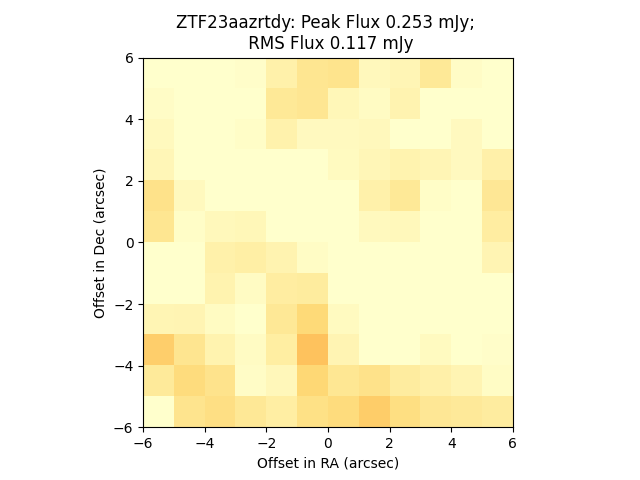 ZTF23aazrtdy: Peak Flux 0.253 mJy;
RMS Flux 0.117 mJy
6
4
2
0
−2
−4
−6
Offset in Dec (arcsec)
−6 −4 −2 0 2 4 6
Offset in RA (arcsec)